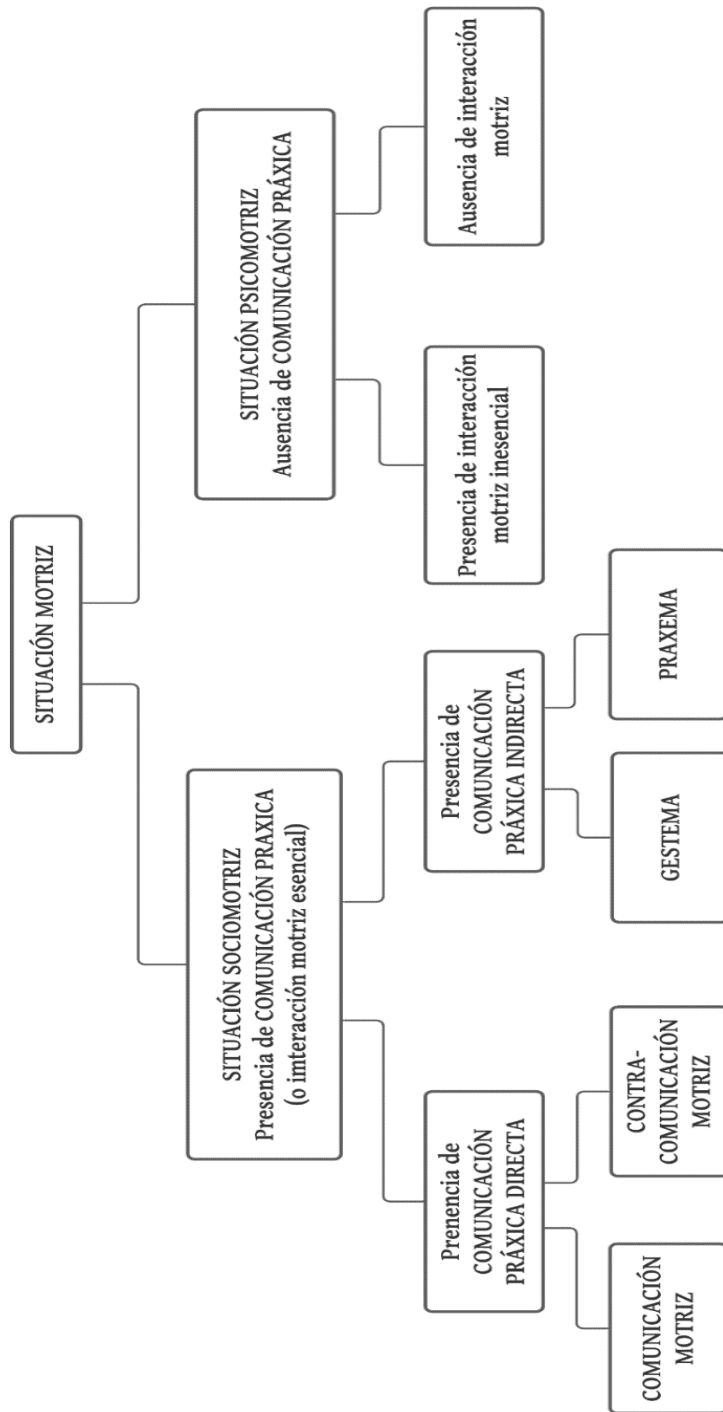 SITUACIÓN MOTRIZ
SITUACIÓN SOCIOMOTRIZ
Presencia de COMUNICACIÓN PRAXICA
(o imteracción motriz esencial)
SITUACIÓN PSICOMOTRIZ
Ausencia de COMUNICACIÓN PRÁXICA
Prenencia de
COMUNICACIÓN
PRÁXICA DIRECTA
Presencia de
COMUNICACIÓN
PRÁXICA INDIRECTA
Presencia de interacción
motriz inesencial
Ausencia de interacción
motriz
COMUNICACIÓN
MOTRIZ
CONTRA-
COMUNICACIÓN
MOTRIZ
GESTEMA
PRAXEMA